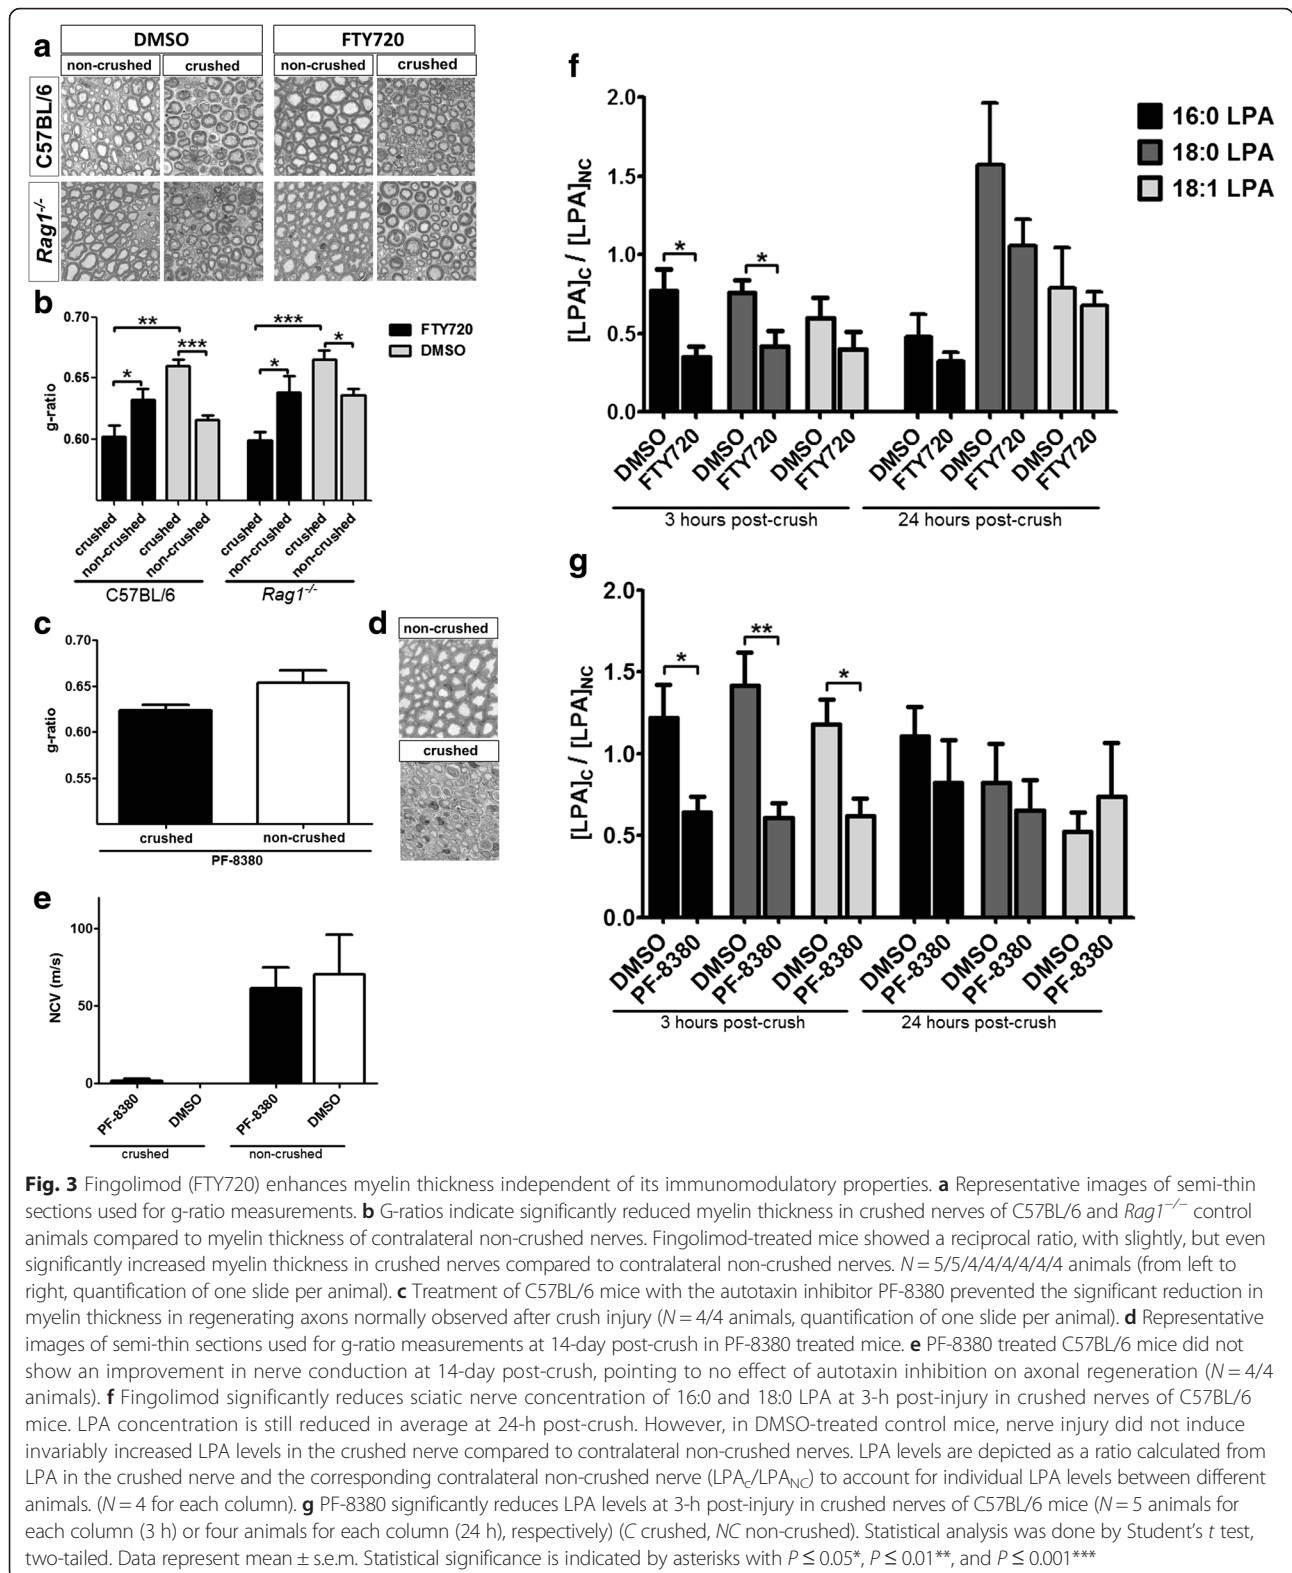 a
DMSO
FTY720
non-crushed
crushed
non-crushed
crushed
C57BL/6
Rag1-/-
b
0.70
0.65
0.60
g-ratio
**
***
*
***
*
*
FTY720
DMSO
crushed
non-crushed
crushed
non-crushed
crushed
non-crushed
crushed
non-crushed
C57BL/6
Rag1-/-
c
0.70
0.65
0.60
0.55
g-ratio
crushed
non-crushed
PF-8380
d
non-crushed
crushed
e
100
50
0
NCV (m/s)
PF-8380
DMSO
PF-8380
DMSO
crushed
non-crushed
f
2.0
1.5
1.0
0.5
0.0
[LPA]C / [LPA]NC
*
*
16:0 LPA
18:0 LPA
18:1 LPA
DMSO
FTY720
DMSO
FTY720
DMSO
FTY720
DMSO
FTY720
DMSO
FTY720
DMSO
FTY720
3 hours post-crush
24 hours post-crush
g
2.0
1.5
1.0
0.5
0.0
[LPA]C / [LPA]NC
*
**
*
DMSO
PF-8380
DMSO
PF-8380
DMSO
PF-8380
DMSO
PF-8380
DMSO
PF-8380
DMSO
PF-8380
3 hours post-crush
24 hours post-crush
Fig. 3 Fingolimod (FTY720) enhances myelin thickness independent of its immunomodulatory properties. a Representative images of semi-thin
sections used for g-ratio measurements. b G-ratios indicate significantly reduced myelin thickness in crushed nerves of C57BL/6 and Rag1−/− control
animals compared to myelin thickness of contralateral non-crushed nerves. Fingolimod-treated mice showed a reciprocal ratio, with slightly, but even
significantly increased myelin thickness in crushed nerves compared to contralateral non-crushed nerves. N = 5/5/4/4/4/4/4/4 animals (from left to
right, quantification of one slide per animal). c Treatment of C57BL/6 mice with the autotaxin inhibitor PF-8380 prevented the significant reduction in
myelin thickness in regenerating axons normally observed after crush injury (N = 4/4 animals, quantification of one slide per animal). d Representative
images of semi-thin sections used for g-ratio measurements at 14-day post-crush in PF-8380 treated mice. e PF-8380 treated C57BL/6 mice did not
show an improvement in nerve conduction at 14-day post-crush, pointing to no effect of autotaxin inhibition on axonal regeneration (N = 4/4
animals). f Fingolimod significantly reduces sciatic nerve concentration of 16:0 and 18:0 LPA at 3-h post-injury in crushed nerves of C57BL/6
mice. LPA concentration is still reduced in average at 24-h post-crush. However, in DMSO-treated control mice, nerve injury did not induce
invariably increased LPA levels in the crushed nerve compared to contralateral non-crushed nerves. LPA levels are depicted as a ratio calculated from
LPA in the crushed nerve and the corresponding contralateral non-crushed nerve (LPAc/LPANC) to account for individual LPA levels between different
animals. (N = 4 for each column). g PF-8380 significantly reduces LPA levels at 3-h post-injury in crushed nerves of C57BL/6 mice (N = 5 animals for
each column (3 h) or four animals for each column (24 h), respectively) (C crushed, NC non-crushed). Statistical analysis was done by Student's t test,
two-tailed. Data represent mean ± s.e.m. Statistical significance is indicated by asterisks with P ≤ 0.05*, P ≤ 0.01**, and P ≤ 0.001***